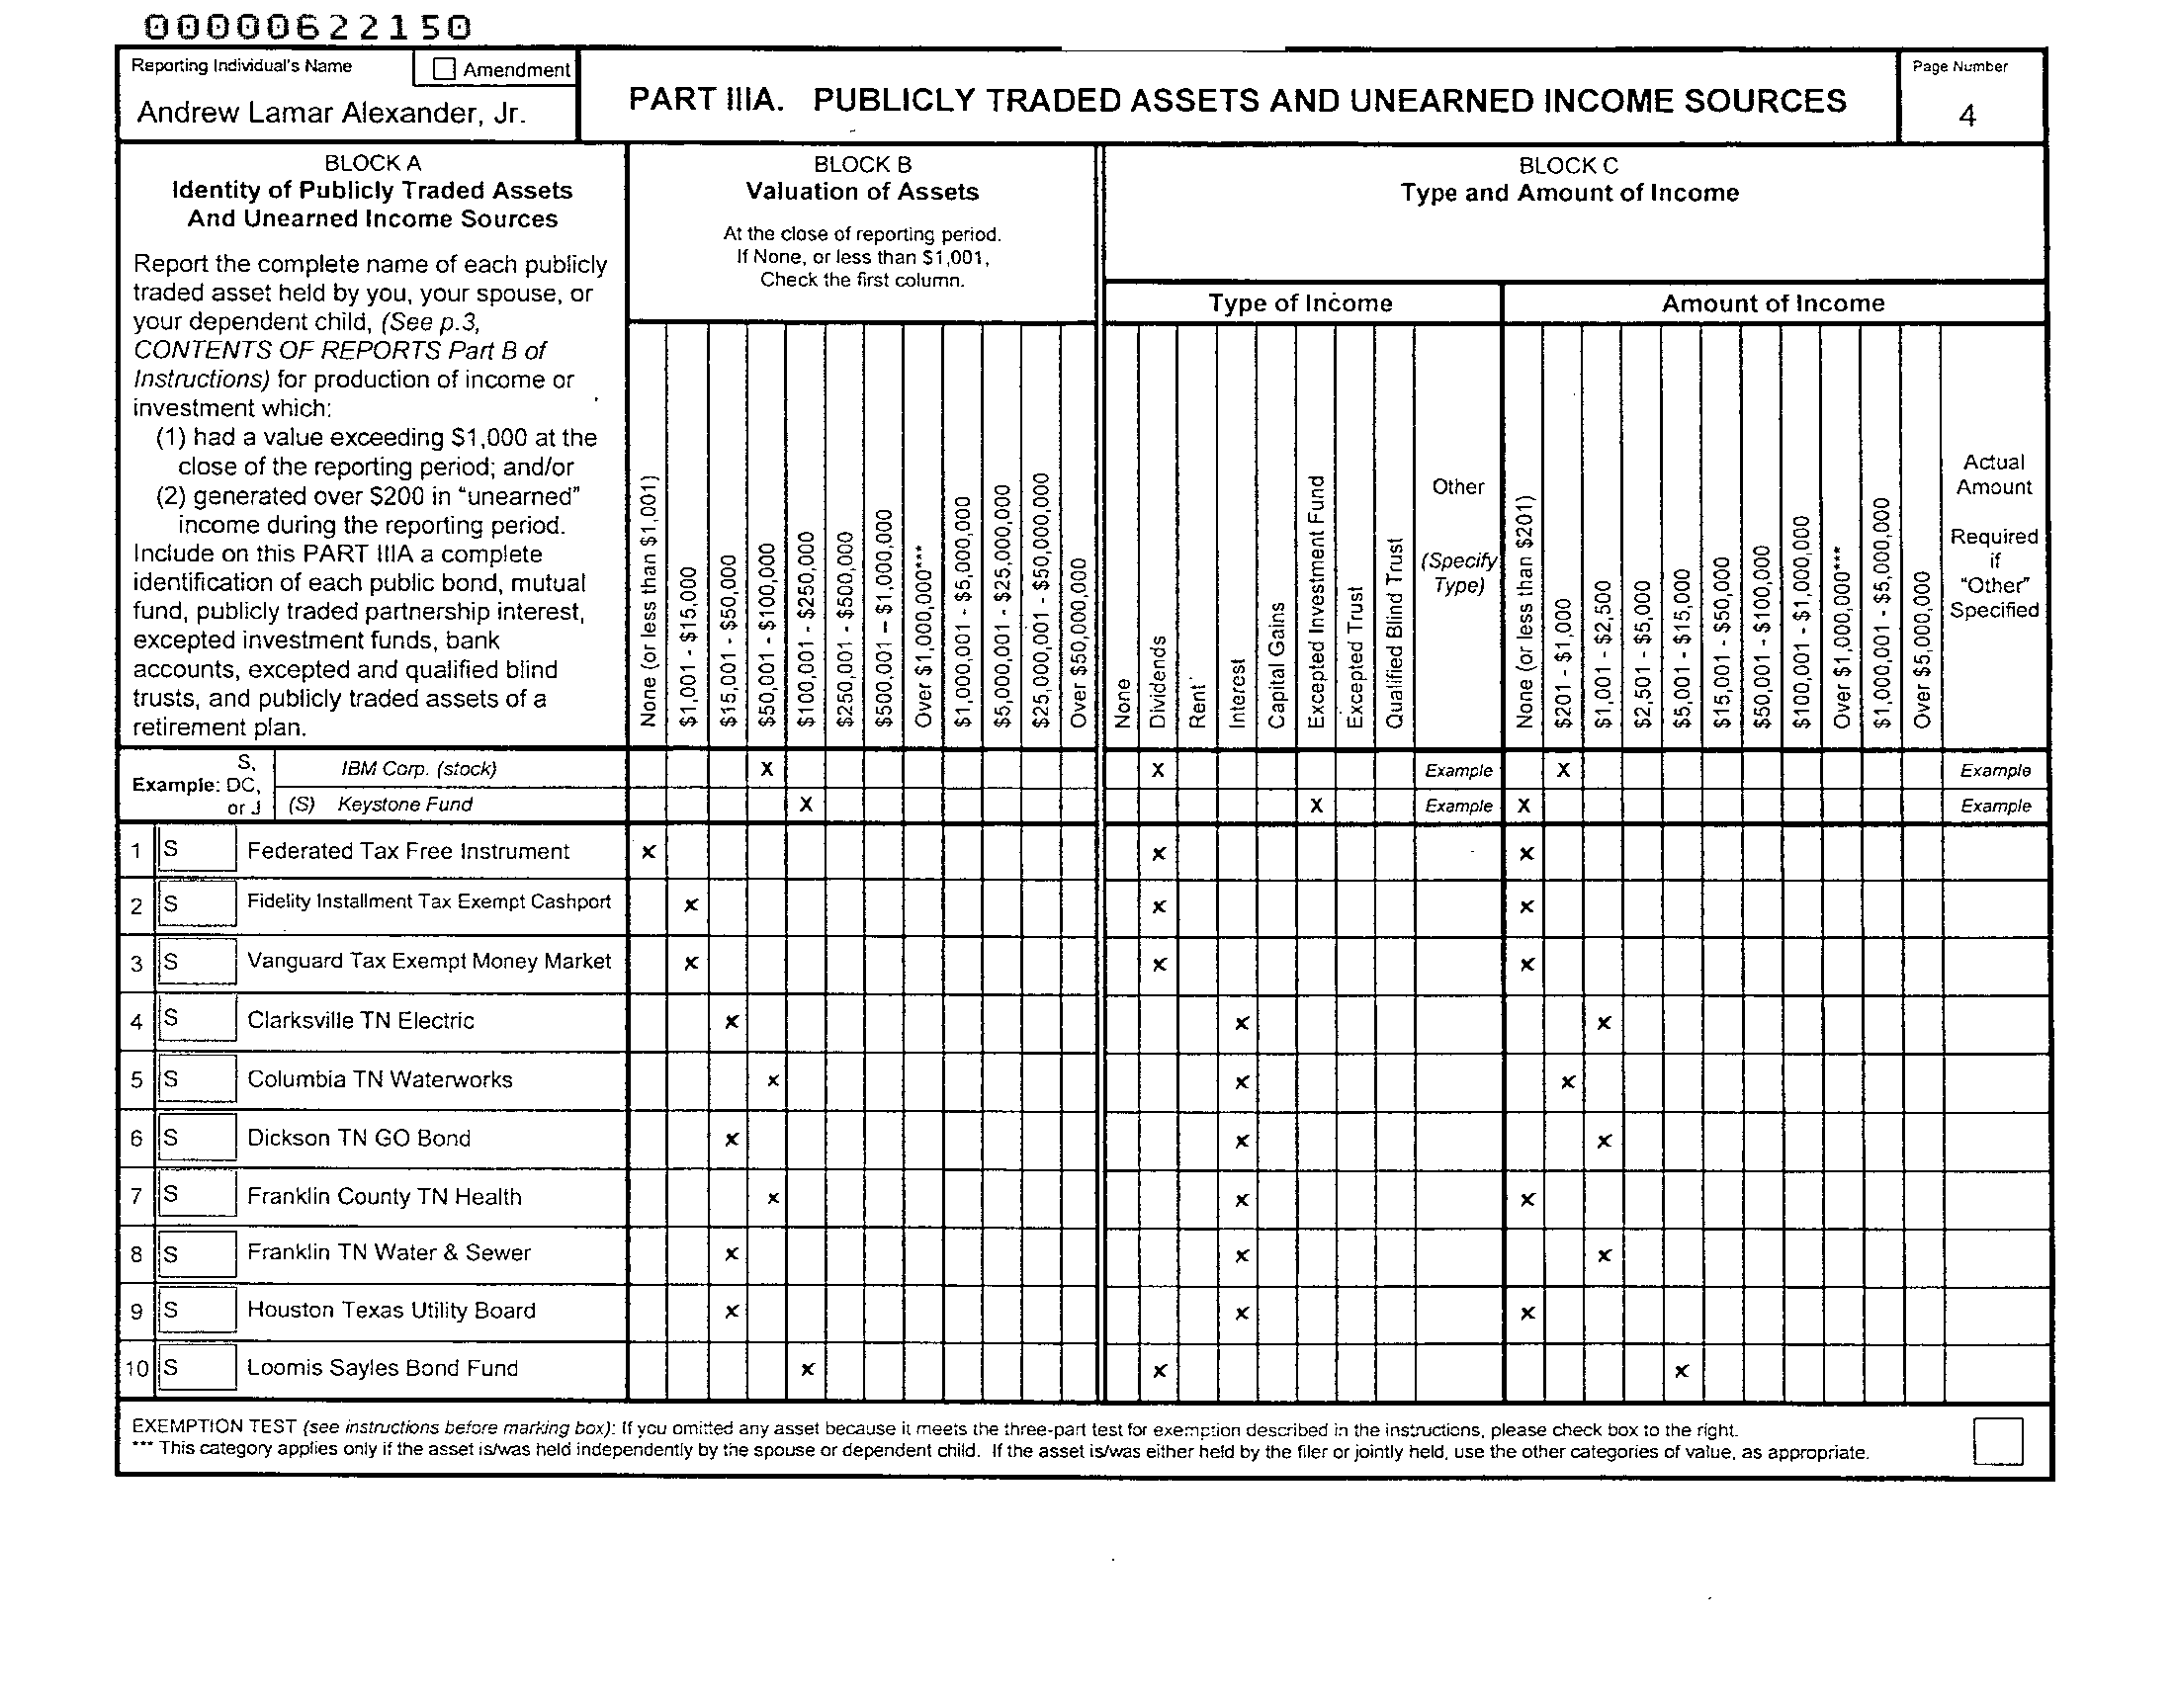 00000622150
Reporting Individual's Name
Amendment
Andrew Lamar Alexander, Jr.
PART IIIA. PUBLICLY TRADED ASSETS AND UNEARNED INCOME SOURCES
Page Number
4
BLOCK A
Identity of Publicly Traded Assets
And Unearned Income Sources
Report the complete name of each publicly
traded asset held by you, your spouse, or
your dependent child, (See p.3,
CONTENTS OF REPORTS Part B of
Instructions) for production of income or
investment which:
(1) had a value exceeding $1,000 at the
close of the reporting period; and/or
(2) generated over $200 in "unearned"
income during the reporting period.
Include on this PART IIIA a complete
identification of each public bond, mutual
fund, publicly traded partnership interest,
excepted investment funds, bank
accounts, excepted and qualified blind
trusts, and publicly traded assets of a
retirement plan.
BLOCK B
Valuation of Assets
At the close of reporting period.
If None, or less than $1,001,
Check the first column.
None (or less than $1,001)
$1,001 - $15,000
$15,001 - $50,000
$50,001 - $100,000
$100,001 - $250,000
$250,001 - $500,000
$500,001 – $1,000,000
Over $1,000,000***
$1,000,001 - $5,000,000
$5,000,001 - $25,000,000
$25,000,001 - $50,000,000
Over $50,000,000
BLOCK C
Type and Amount of Income
Type of Income
None
Dividends
Rent
Interest
Capital Gains
Excepted Investment Fund
Excepted Trust
Qualified Blind Trust
Other
(Specify
Type)
Amount of Income
None (or less than $201)
$201 - $1,000
$1,001 - $2,500
$2,501 - $5,000
$5,001 - $15,000
$15,001 - $50,000
$50,001 - $100,000
$100,001 - $1,000,000
Over $1,000,000***
$1,000,001 - $5,000,000
Over $5,000,000
Actual
Amount
Required
if
"Other"
Specified
Example: S,
DC,
or J
IBM Corp. (stock) X X Example X Example
(S) Keystone Fund X X Example X Example
1 S Federated Tax Free Instrument x x x
2 S Fidelity Installment Tax Exempt Cashport x x x
3 S Vanguard Tax Exempt Money Market x x x
4 S Clarksville TN Electric x x x
5 S Columbia TN Waterworks x x x
6 S Dickson TN GO Bond x x x
7 S Franklin County TN Health x x x
8 S Franklin TN Water & Sewer x x x
9 S Houston Texas Utility Board x x x
10 S Loomis Sayles Bond Fund x x x
EXEMPTION TEST (see instructions before marking box): If you omitted any asset because it meets the three-part test for exemption described in the instructions, please check box to the right.
*** This category applies only if the asset is/was held independently by the spouse or dependent child. If the asset is/was either held by the filer or jointly held, use the other categories of value, as appropriate.